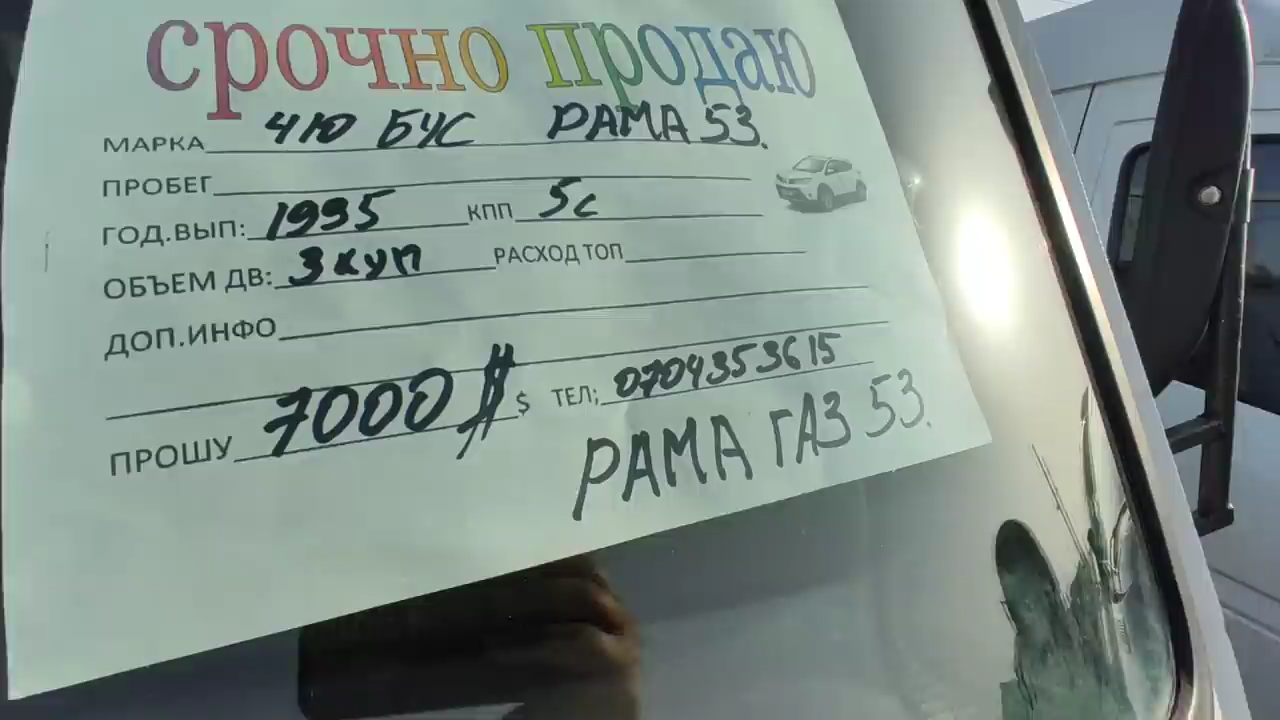 срочно продаю
МАРКА 410 БУС РАМА 53.
ПРОБЕГ
ГОД.ВЫП: 1995 КПП 5с
ОБЪЕМ ДВ: 3 куп РАСХОД ТОП
ДОП.ИНФО
ПРОШУ 7000 $ $ ТЕЛ; 0704353615
РАМА ГАЗ 53.